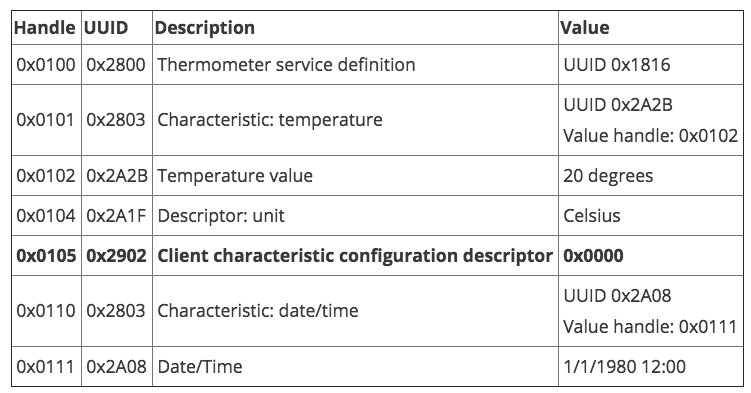 Handle UUID Description Value
0x0100 0x2800 Thermometer service definition UUID 0x1816
0x0101 0x2803 Characteristic: temperature UUID 0x2A2B
Value handle: 0x0102
0x0102 0x2A2B Temperature value 20 degrees
0x0104 0x2A1F Descriptor: unit Celsius
0x0105 0x2902 Client characteristic configuration descriptor 0x0000
0x0110 0x2803 Characteristic: date/time UUID 0x2A08
Value handle: 0x0111
0x0111 0x2A08 Date/Time 1/1/1980 12:00